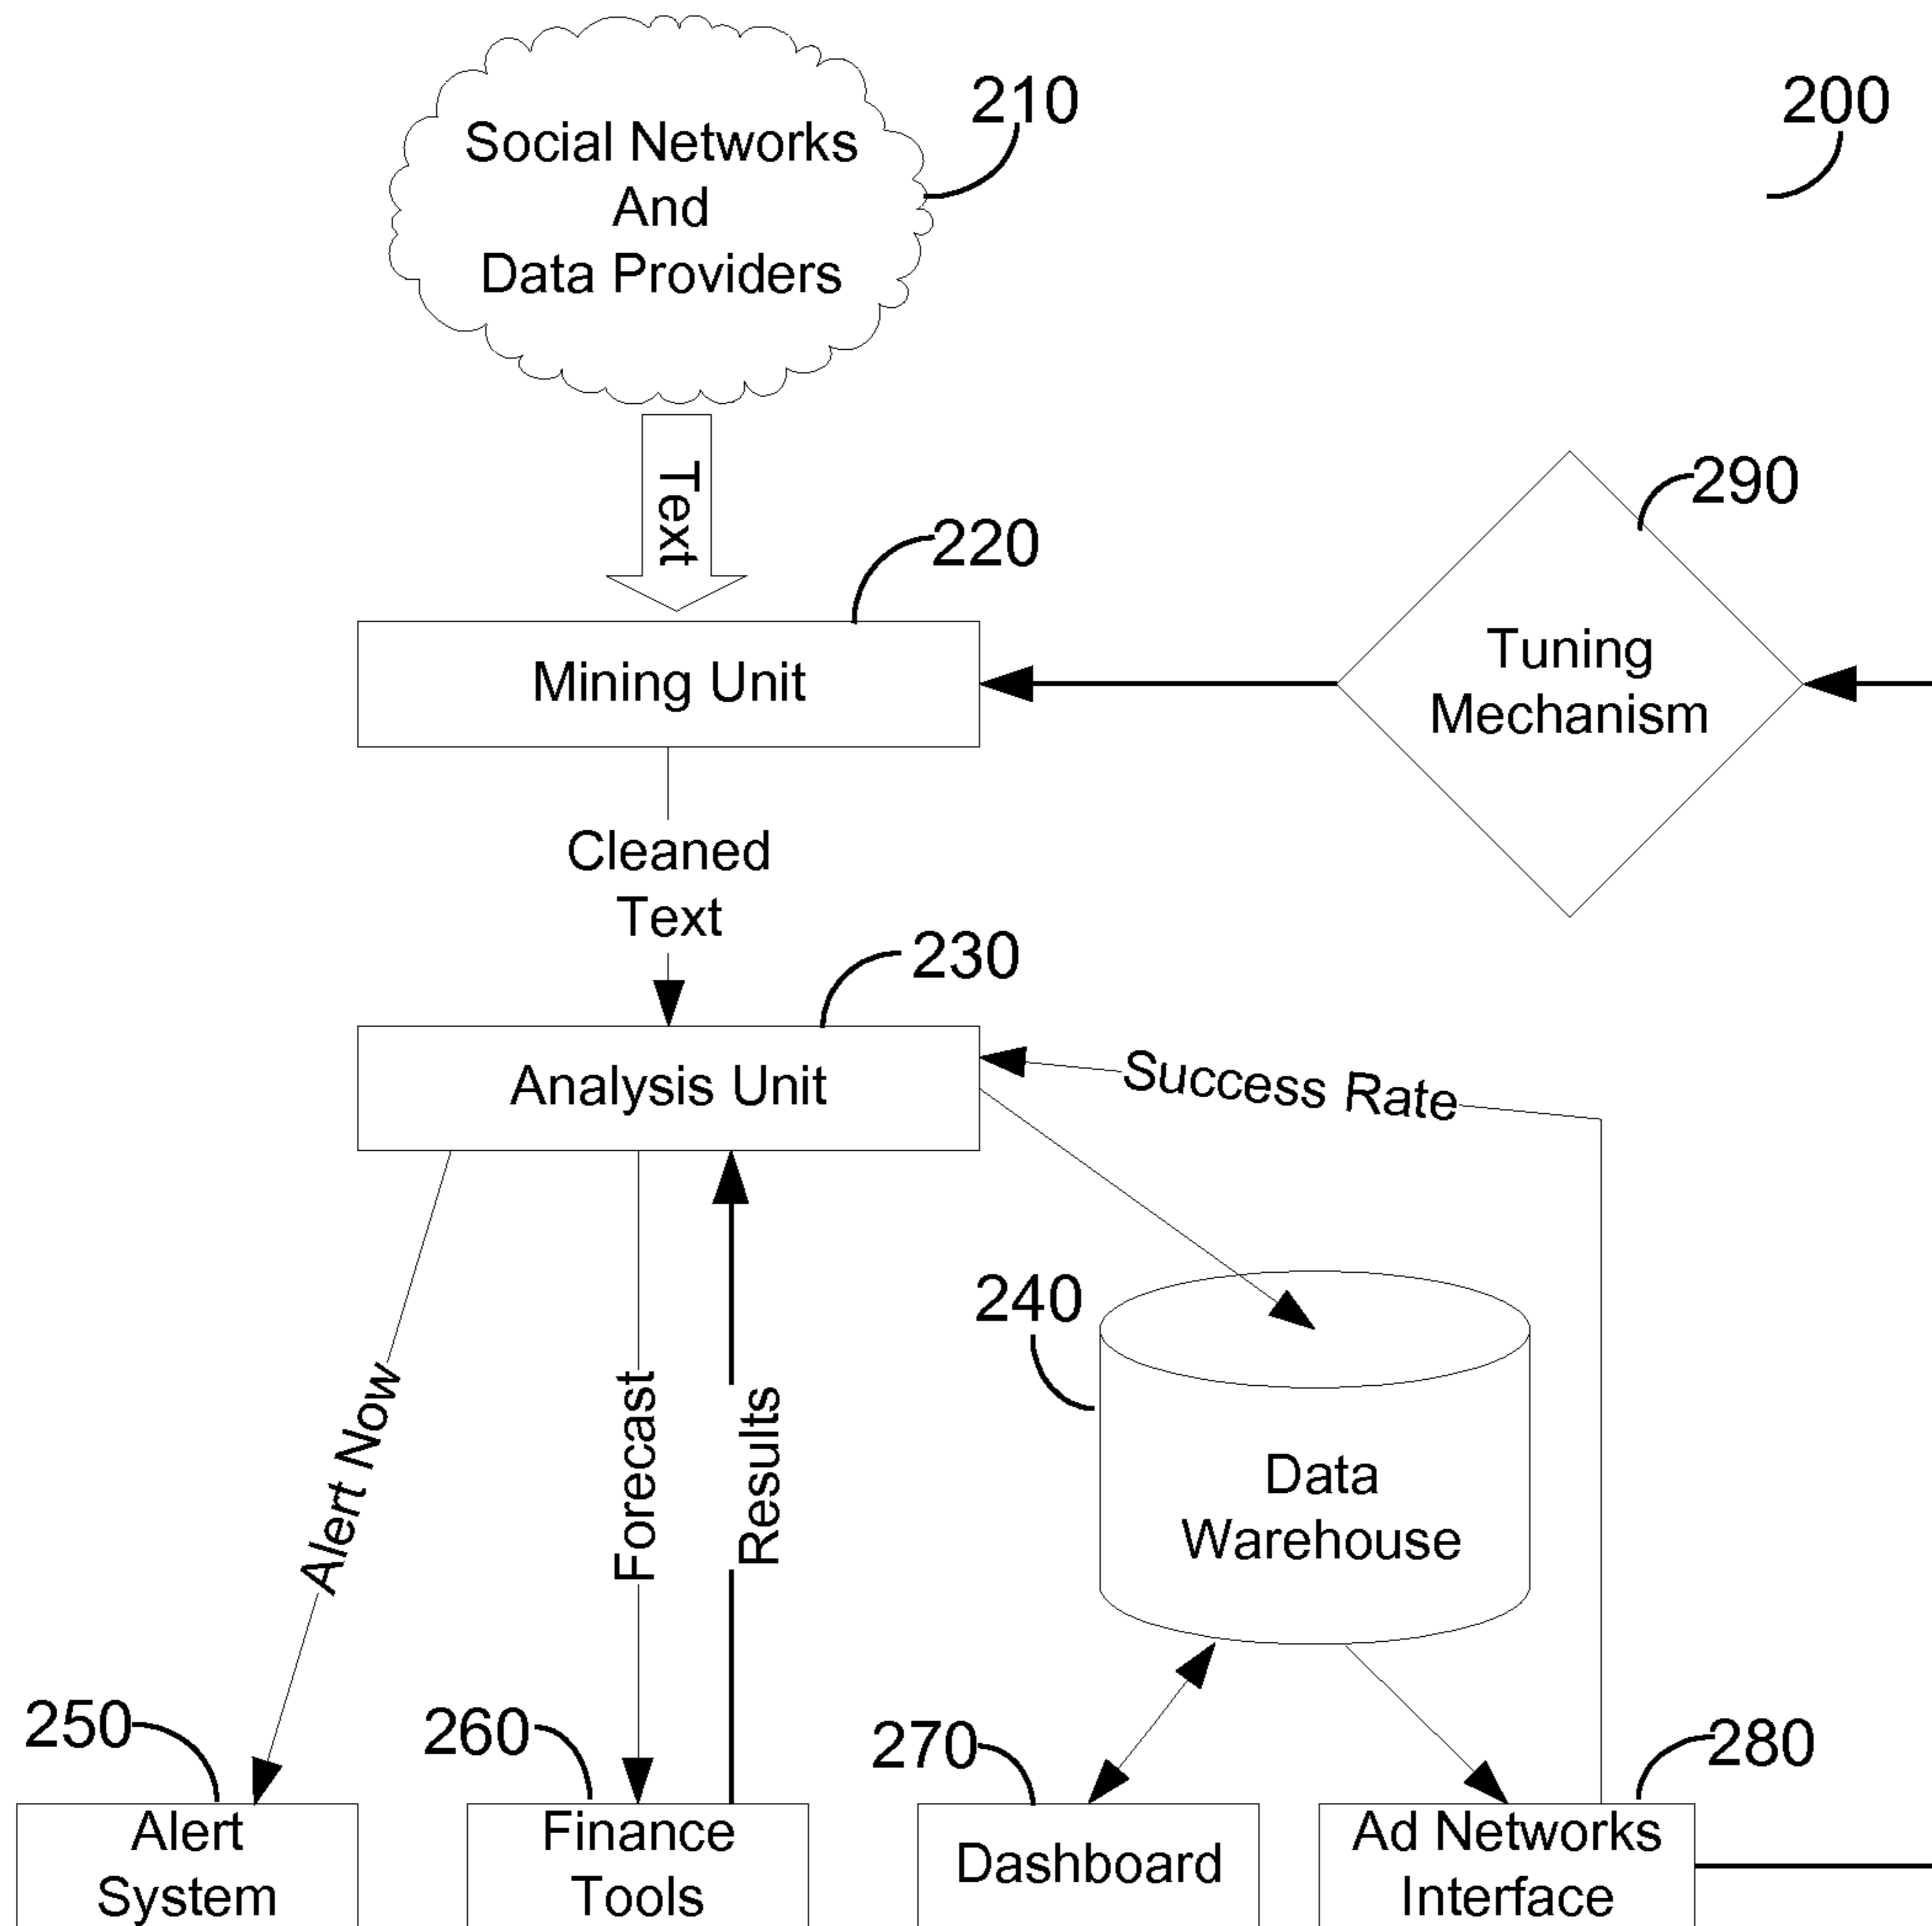 210
200
Social Networks
And
Data Providers
Text
290
220
Tuning
Mechanism
Mining Unit
Cleaned
Text
230
Analysis Unit
Success Rate
240
Alert Now
Forecast
Results
Data
Warehouse
250
260
270
280
Alert
System
Finance
Tools
Dashboard
Ad Networks
Interface